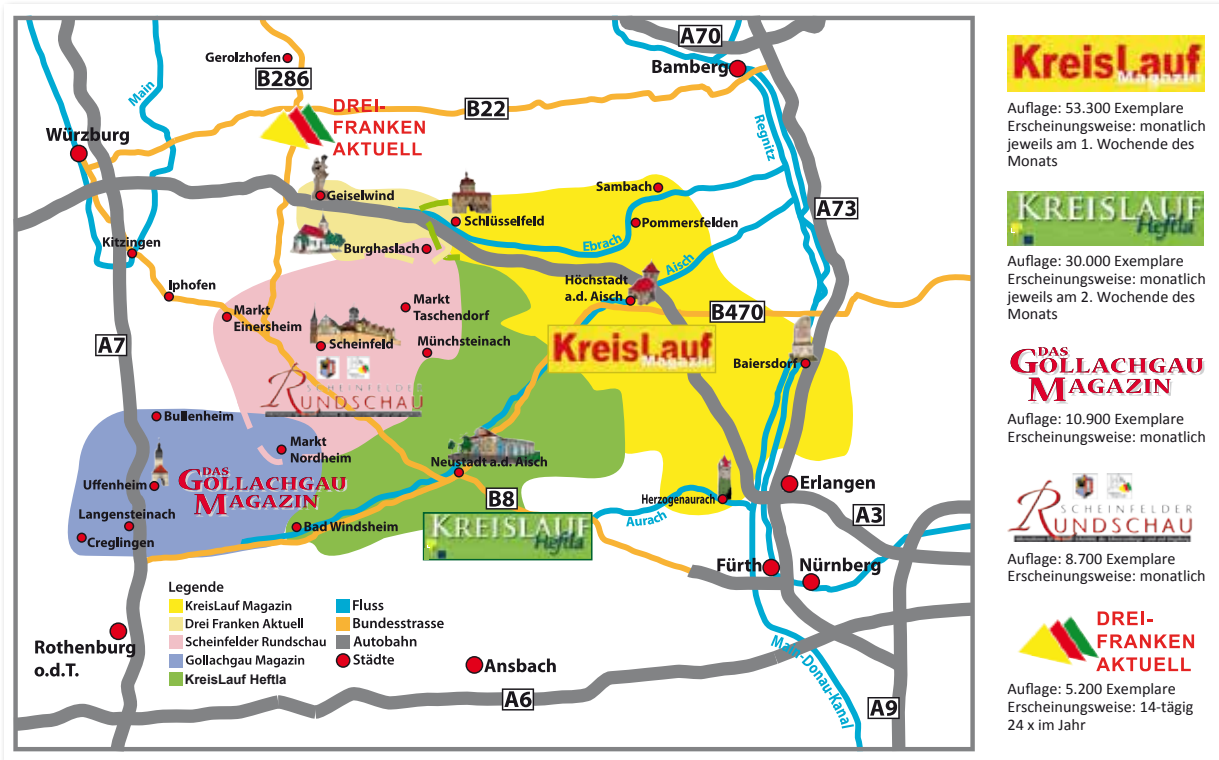 A70
Gerolzhofen
Bamberg
B286
Main
DREI-
FRANKEN
AKTUELL
B22
Würzburg
Regnitz
Geiselwind
Sambach
Schlüsselfeld
Pommersfelden
A73
Kitzingen
Burghaslach
Ebrach
Aisch
Iphofen
Höchstadt
a.d. Aisch
Markt
Einersheim
Markt
Taschendorf
B470
A7
Scheinfeld
Münchsteinach
KreisLauf
Magazin
Baiersdorf
SCHEINFELDER
RUNDSCHAU
Bullenheim
Markt
Nordheim
Neustadt a.d. Aisch
Uffenheim
DAS
GOLLACHGAU
MAGAZIN
B8
Herzogenaurach
Erlangen
Langensteinach
Creglingen
Bad Windsheim
KREISLAUF
Heftla
Aurach
A3
Fürth
Nürnberg
Legende
KreisLauf Magazin
Drei Franken Aktuell
Scheinfelder Rundschau
Gollachgau Magazin
KreisLauf Heftla
Fluss
Bundesstrasse
Autobahn
Städte
Rothenburg
o.d.T.
Ansbach
Main-Donau-Kanal
A6
A9
KreisLauf
Magazin
Auflage: 53.300 Exemplare
Erscheinungsweise: monatlich
jeweils am 1. Wochende des
Monats
KREISLAUF
Heftla
Auflage: 30.000 Exemplare
Erscheinungsweise: monatlich
jeweils am 2. Wochende des
Monats
DAS
GOLLACHGAU
MAGAZIN
Auflage: 10.900 Exemplare
Erscheinungsweise: monatlich
SCHEINFELDER
RUNDSCHAU
Auflage: 8.700 Exemplare
Erscheinungsweise: monatlich
DREI-
FRANKEN
AKTUELL
Auflage: 5.200 Exemplare
Erscheinungsweise: 14-tägig
24 x im Jahr